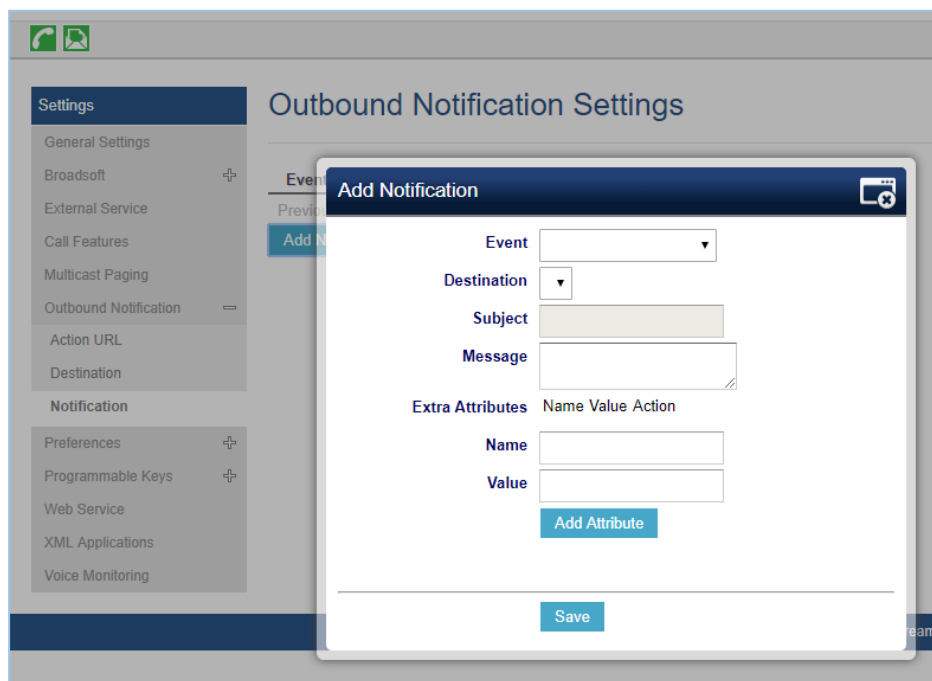 Outbound Notification Settings
Settings
General Settings
Broadsoft
External Service
Call Features
Multicast Paging
Outbound Notification
Action URL
Destination
Notification
Preferences
Programmable Keys
Web Service
XML Applications
Voice Monitoring
Add Notification
Event
Destination
Subject
Message
Extra Attributes Name Value Action
Name
Value
Add Attribute
Save